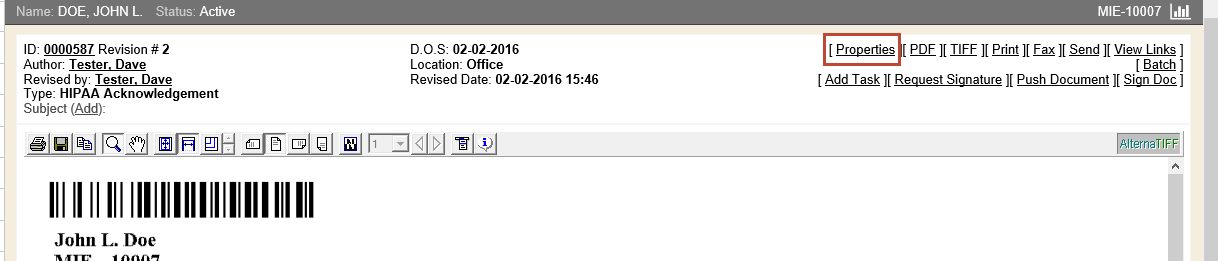 Name: DOE, JOHN L. Status: Active MIE-10007
ID: 0000587 Revision # 2 D.O.S: 02-02-2016 [ Properties ][ PDF ][ TIFF ][ Print ][ Fax ][ Send ][ View Links ]
Author: Tester, Dave Location: Office [ Batch ]
Revised by: Tester, Dave Revised Date: 02-02-2016 15:46 [ Add Task ][ Request Signature ][ Push Document ][ Sign Doc ]
Type: HIPAA Acknowledgement
Subject (Add):
1 AlternaTIFF
John L. Doe
MIE - 10007